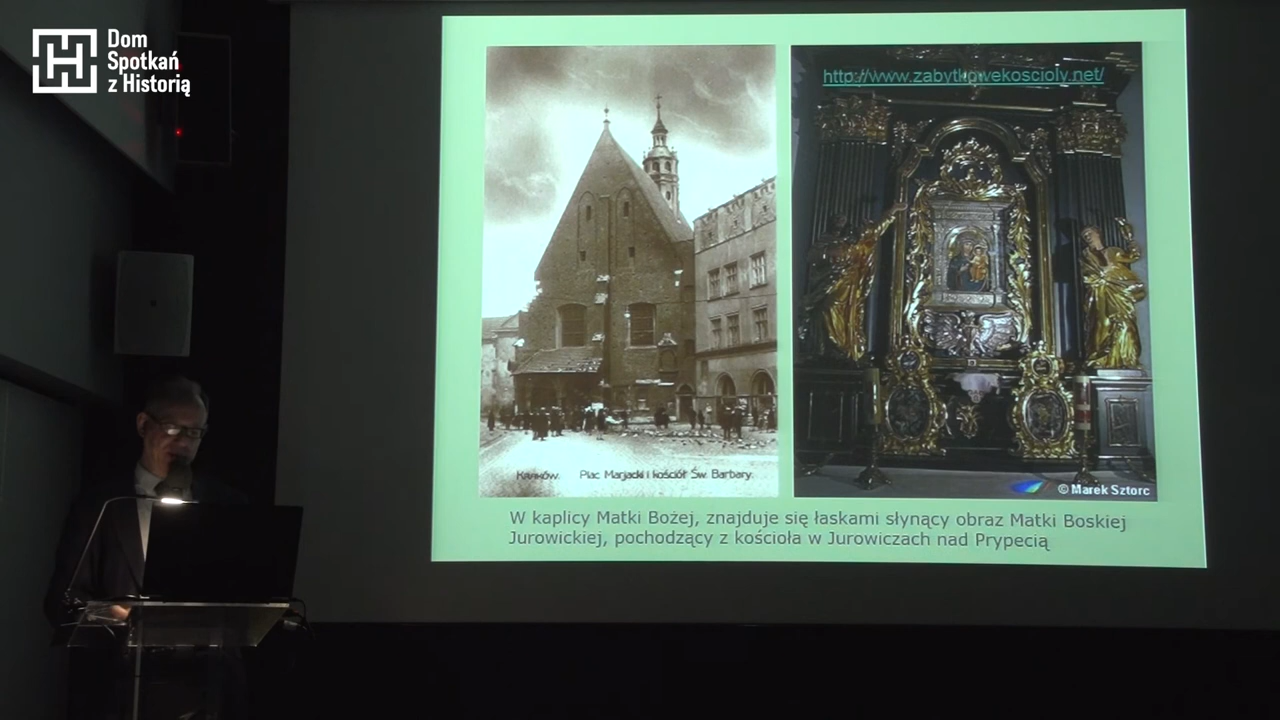 Dom
Spotkań
z Historią
http://www.zabytkowekoscioly.net/
Kraków. Plac Marjacki i kościół Św. Barbary.
© Marek Sztorc
W kaplicy Matki Bożej, znajduje się łaskami słynący obraz Matki Boskiej
Jurowickiej, pochodzący z kościoła w Jurowiczach nad Prypecią